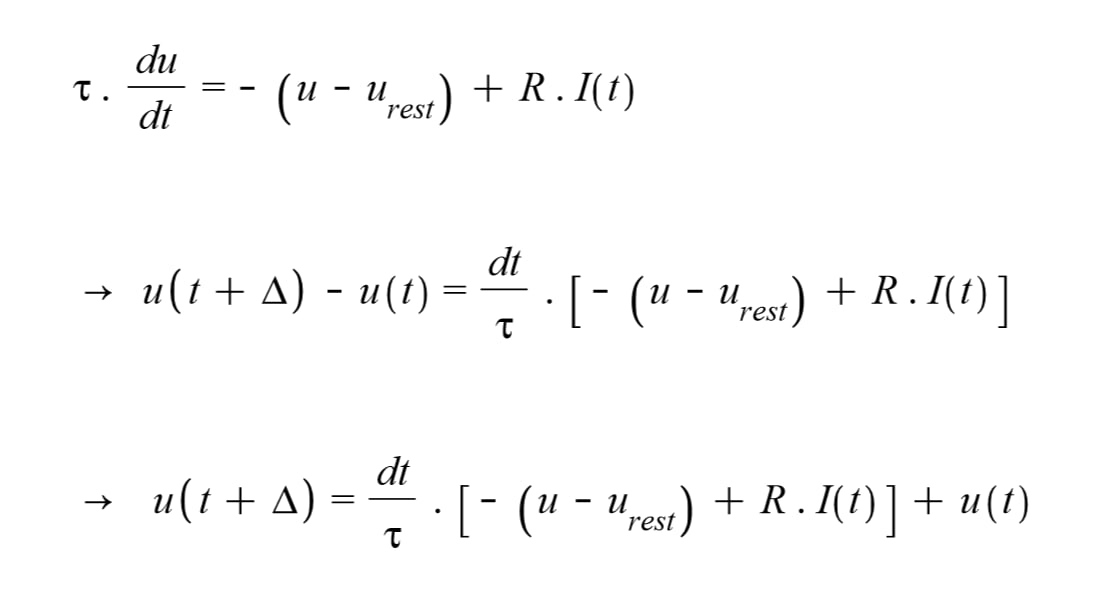 τ . du/dt = - (u - u_rest) + R . I(t)
→ u(t + Δ) - u(t) = dt/τ . [- (u - u_rest) + R . I(t)]
→ u(t + Δ) = dt/τ . [- (u - u_rest) + R . I(t)] + u(t)